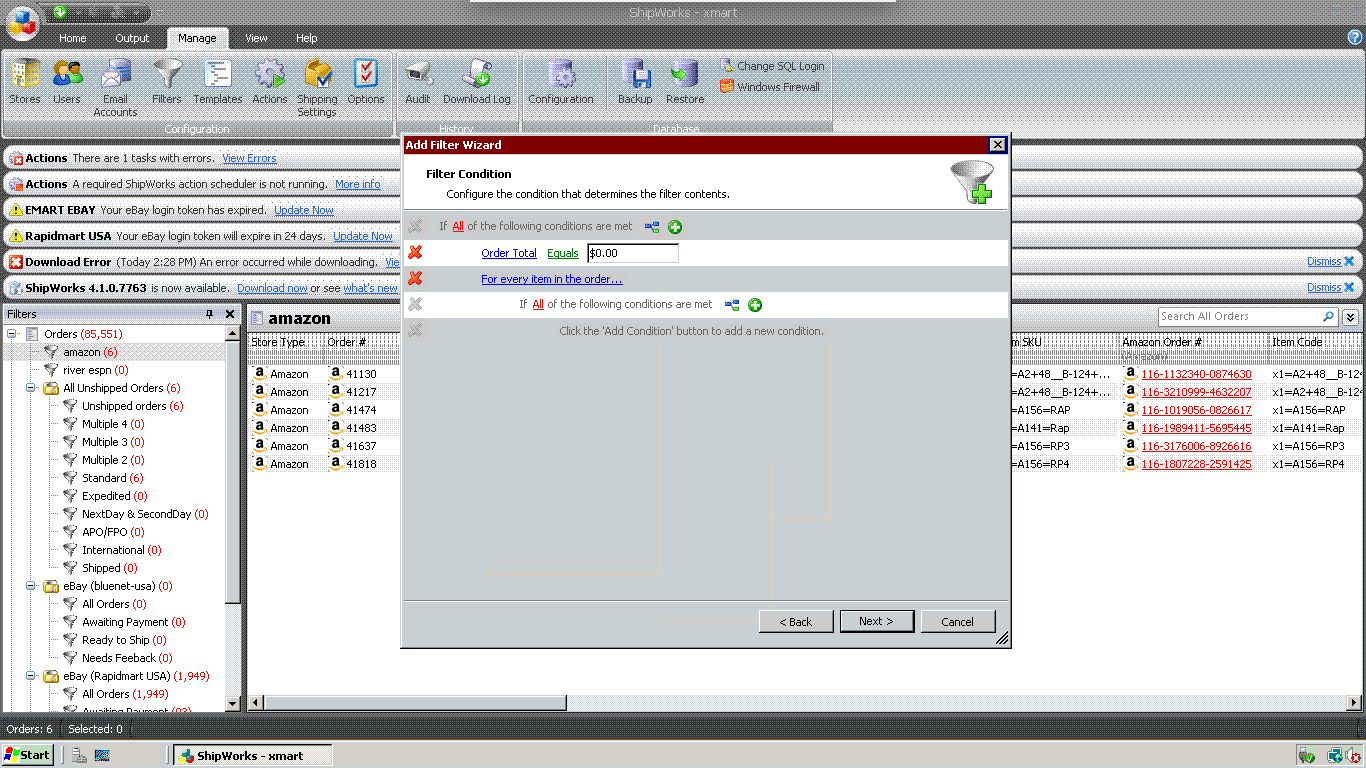 ShipWorks - xmart
Home Output Manage View Help
Stores Users Email Accounts Filters Templates Actions Shipping Settings Options
Audit Download Log
Configuration Backup Restore
Change SQL Login
Windows Firewall
Configuration History Database
Actions There are 1 tasks with errors. View Errors
Actions A required ShipWorks action scheduler is not running. More info
EMART EBAY Your eBay login token has expired. Update Now
Rapidmart USA Your eBay login token will expire in 24 days. Update Now
Download Error (Today 2:28 PM) An error occurred while downloading. Dismiss
ShipWorks 4.1.0.7763 is now available. Download now or see what's new Dismiss
Add Filter Wizard
Filter Condition
Configure the condition that determines the filter contents.
If All of the following conditions are met
Order Total Equals $0.00
For every item in the order...
If All of the following conditions are met
Click the 'Add Condition' button to add a new condition.
< Back Next > Cancel
Filters
Orders (85,551)
amazon (6)
river espn (0)
All Unshipped Orders (6)
Unshipped orders (6)
Multiple 4 (0)
Multiple 3 (0)
Multiple 2 (0)
Standard (6)
Expedited (0)
NextDay & SecondDay (0)
APO/FPO (0)
International (0)
Shipped (0)
eBay (bluenet-usa) (0)
All Orders (0)
Awaiting Payment (0)
Ready to Ship (0)
Needs Feeback (0)
eBay (Rapidmart USA) (1,949)
All Orders (1,949)
amazon
Search All Orders
Store Type Order # SKU Amazon Order # Item Code
Amazon 41130 =A2+48__B-124+... 116-1132340-0874630 x1=A2+48__B-124
Amazon 41217 =A2+48__B-124+... 116-3210999-4632207 x1=A2+48__B-124
Amazon 41474 =A156=RAP 116-1019056-0826617 x1=A156=RAP
Amazon 41483 =A141=Rap 116-1989411-5695445 x1=A141=Rap
Amazon 41637 =A156=RP3 116-3176006-8926616 x1=A156=RP3
Amazon 41818 =A156=RP4 116-1807228-2591425 x1=A156=RP4
Orders: 6 Selected: 0
Start ShipWorks - xmart